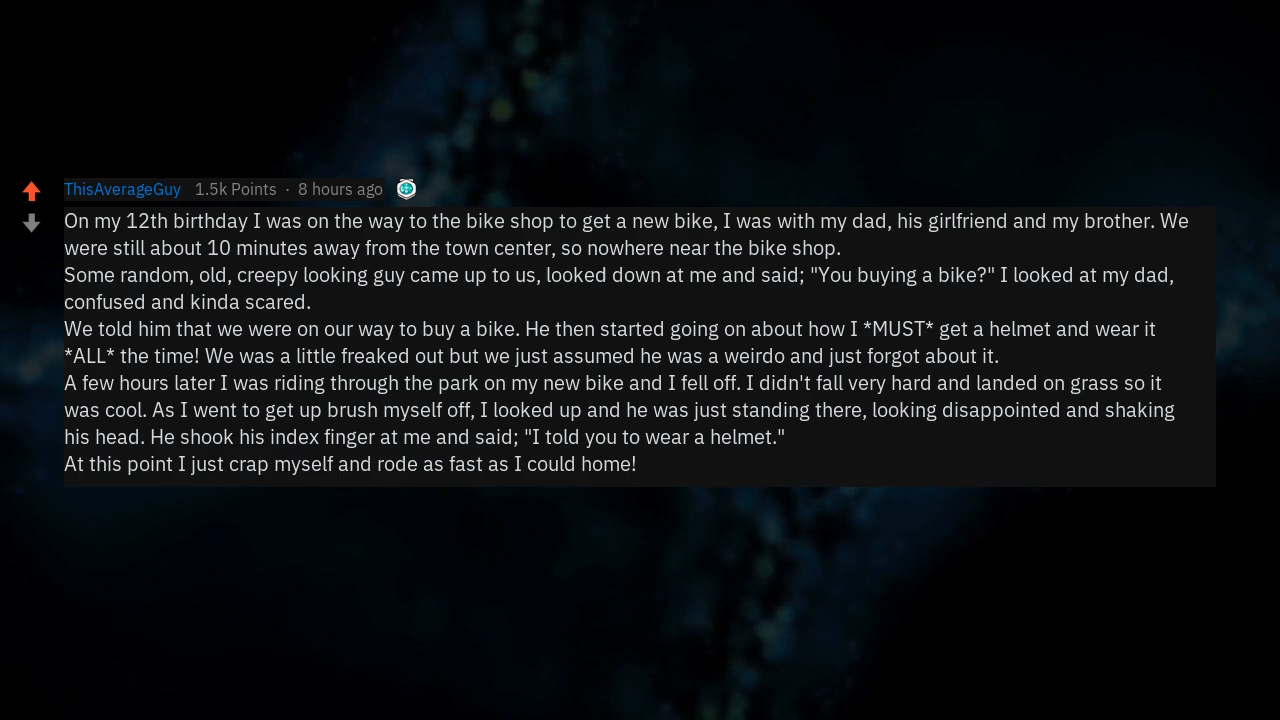 ThisAverageGuy 1.5k Points · 8 hours ago
On my 12th birthday I was on the way to the bike shop to get a new bike, I was with my dad, his girlfriend and my brother. We
were still about 10 minutes away from the town center, so nowhere near the bike shop.
Some random, old, creepy looking guy came up to us, looked down at me and said; "You buying a bike?" I looked at my dad,
confused and kinda scared.
We told him that we were on our way to buy a bike. He then started going on about how I *MUST* get a helmet and wear it
*ALL* the time! We was a little freaked out but we just assumed he was a weirdo and just forgot about it.
A few hours later I was riding through the park on my new bike and I fell off. I didn't fall very hard and landed on grass so it
was cool. As I went to get up brush myself off, I looked up and he was just standing there, looking disappointed and shaking
his head. He shook his index finger at me and said; "I told you to wear a helmet."
At this point I just crap myself and rode as fast as I could home!